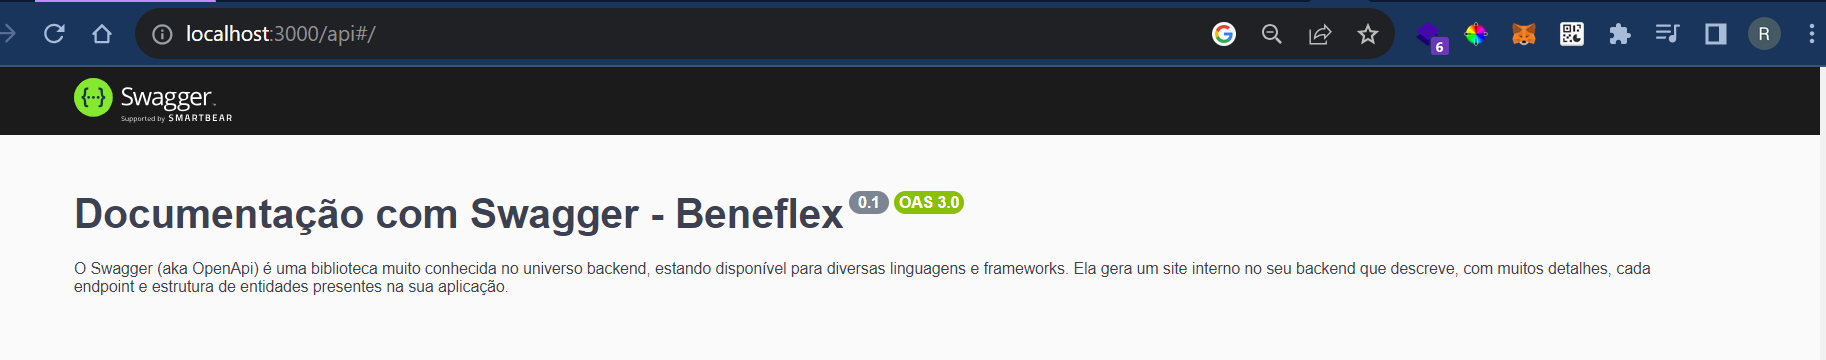 localhost:3000/api#/
6
R
{···} Swagger.
Supported by SMARTBEAR
Documentação com Swagger - Beneflex 0.1 OAS 3.0
O Swagger (aka OpenApi) é uma biblioteca muito conhecida no universo backend, estando disponível para diversas linguagens e frameworks. Ela gera um site interno no seu backend que descreve, com muitos detalhes, cada
endpoint e estrutura de entidades presentes na sua aplicação.